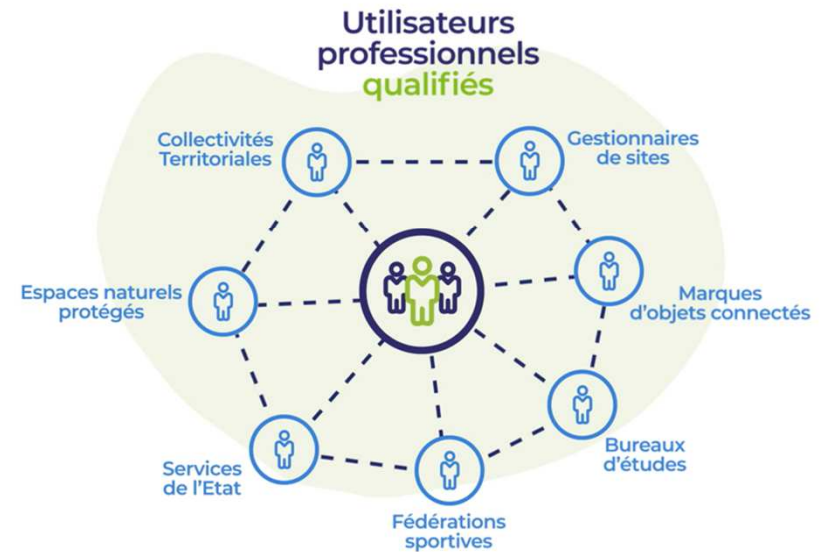 Utilisateurs
professionnels
qualifiés
Collectivités
Territoriales
Gestionnaires
de sites
Espaces naturels
protégés
Marques
d'objets connectés
Bureaux
d'études
Services
de l'Etat
Fédérations
sportives